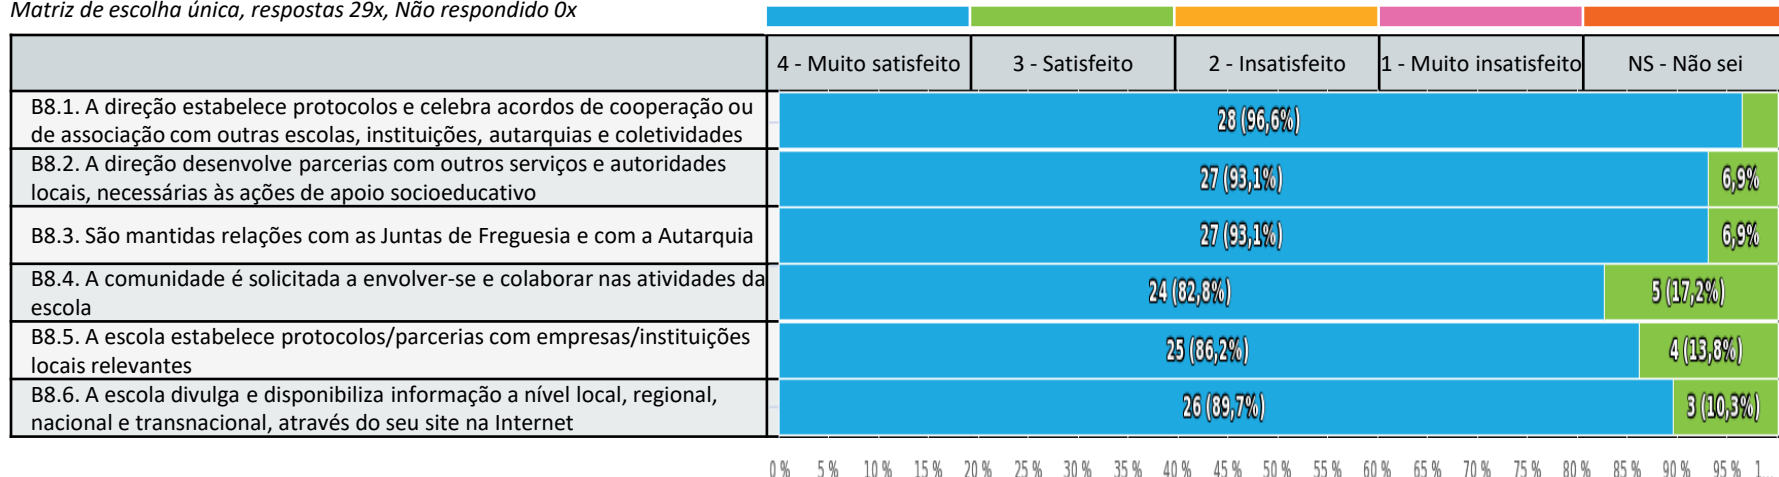 Matriz de escolha única, respostas 29x, Não respondido 0x
4 - Muito satisfeito 3 - Satisfeito 2 - Insatisfeito 1 - Muito insatisfeito NS - Não sei
B8.1. A direção estabelece protocolos e celebra acordos de cooperação ou
de associação com outras escolas, instituições, autarquias e coletividades
28 (96,6%)
B8.2. A direção desenvolve parcerias com outros serviços e autoridades
locais, necessárias às ações de apoio socioeducativo
27 (93,1%) 6,9%
B8.3. São mantidas relações com as Juntas de Freguesia e com a Autarquia
27 (93,1%) 6,9%
B8.4. A comunidade é solicitada a envolver-se e colaborar nas atividades da
escola
24 (82,8%) 5 (17,2%)
B8.5. A escola estabelece protocolos/parcerias com empresas/instituições
locais relevantes
25 (86,2%) 4 (13,8%)
B8.6. A escola divulga e disponibiliza informação a nível local, regional,
nacional e transnacional, através do seu site na Internet
26 (89,7%) 3 (10,3%)
0 % 5 % 10 % 15 % 20 % 25 % 30 % 35 % 40 % 45 % 50 % 55 % 60 % 65 % 70 % 75 % 80 % 85 % 90 % 95 % 1...